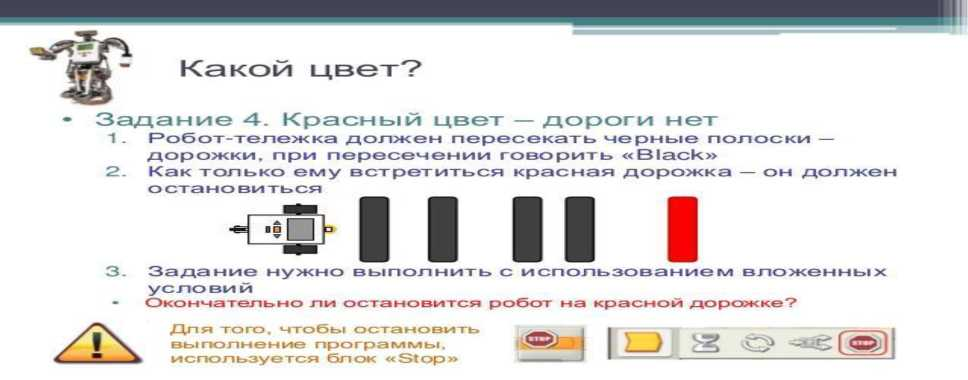 Какой цвет?
• Задание 4. Красный цвет – дороги нет
1. Робот-тележка должен пересекать черные полоски –
дорожки, при пересечении говорить «Black»
2. Как только ему встретиться красная дорожка – он должен
остановиться
3. Задание нужно выполнить с использованием вложенных
условий
• Окончательно ли остановится робот на красной дорожке?
Для того, чтобы остановить
выполнение программы,
используется блок «Stop»
STOP
STOP